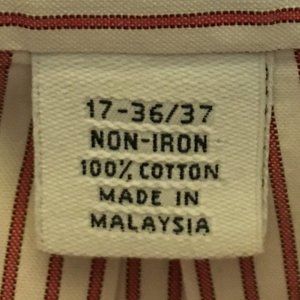 17-36/37
NON-IRON
100% COTTON
MADE IN
MALAYSIA